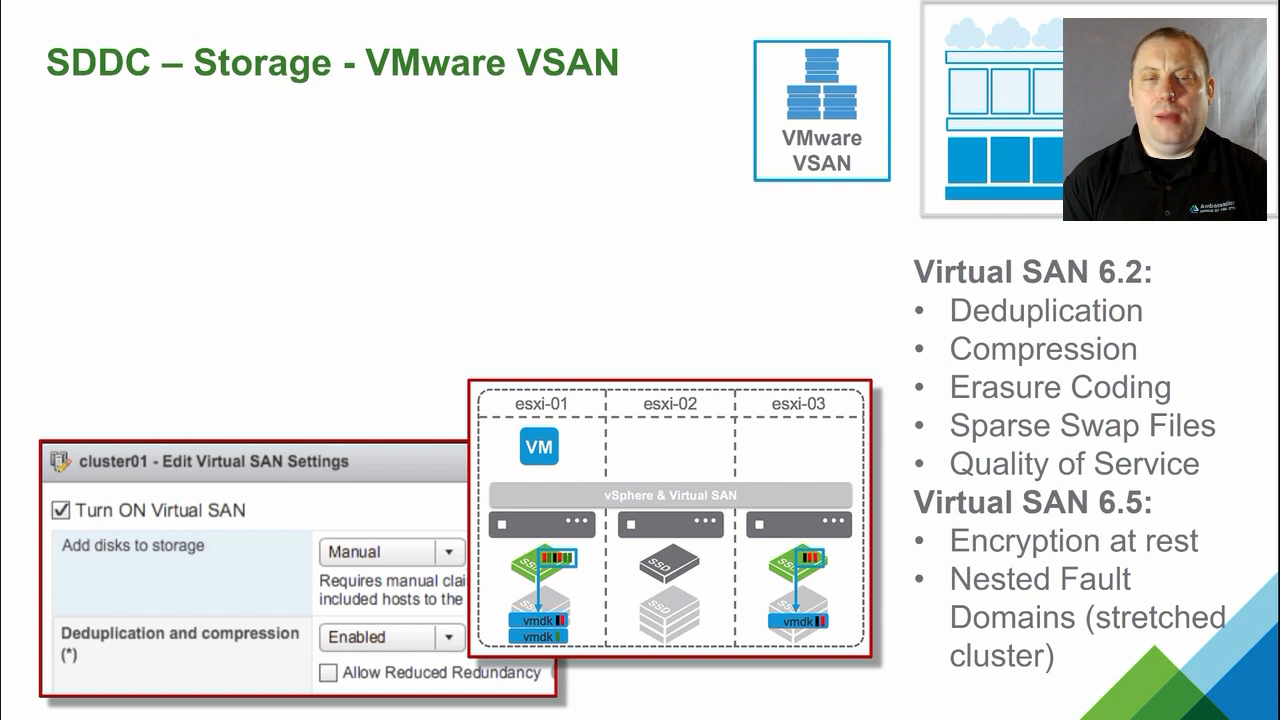 SDDC – Storage - VMware VSAN
VMware
VSAN
Ambassador
Virtual SAN 6.2:
• Deduplication
• Compression
• Erasure Coding
• Sparse Swap Files
• Quality of Service
Virtual SAN 6.5:
• Encryption at rest
• Nested Fault
Domains (stretched
cluster)
cluster01 - Edit Virtual SAN Settings
Turn ON Virtual SAN
Add disks to storage
Manual
Requires manual clai
included hosts to the
Deduplication and compression
(*)
Enabled
Allow Reduced Redundancy
esxi-01 esxi-02 esxi-03
VM
vSphere & Virtual SAN
SSD SSD SSD
SSD SSD SSD
vmdk vmdk
vmdk